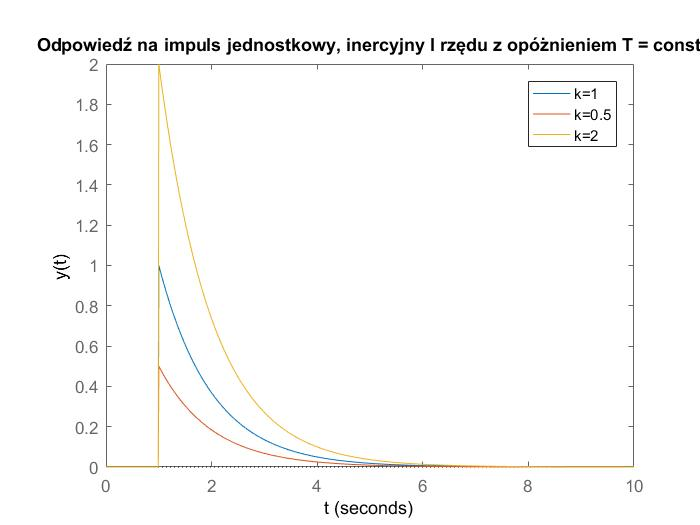 Odpowiedź na impuls jednostkowy, inercyjny I rzędu z opóżnieniem T = const
2
1.8
1.6
1.4
1.2
1
0.8
0.6
0.4
0.2
0
y(t)
k=1
k=0.5
k=2
0 2 4 6 8 10
t (seconds)